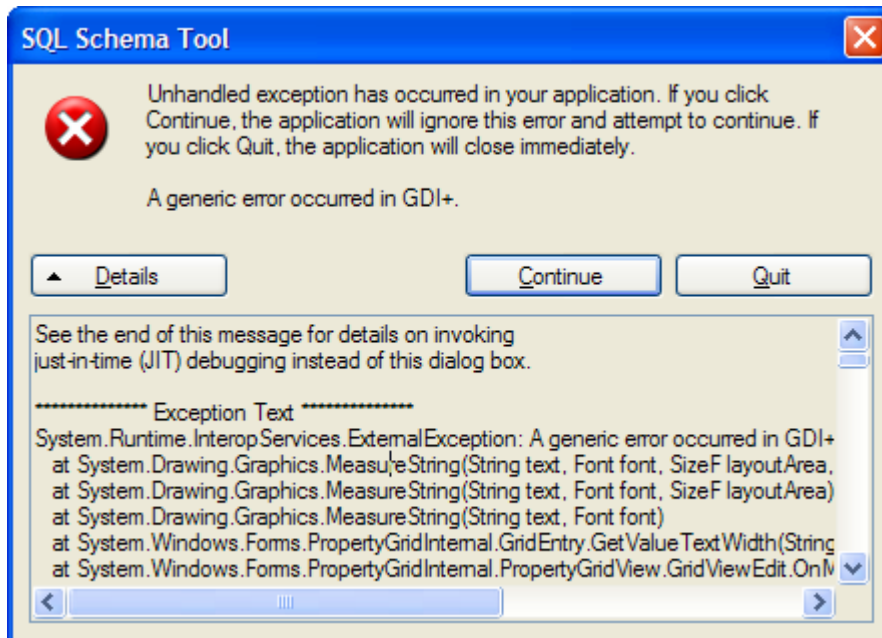 SQL Schema Tool
Unhandled exception has occurred in your application. If you click
Continue, the application will ignore this error and attempt to continue. If
you click Quit, the application will close immediately.
A generic error occurred in GDI+.
Details
Continue
Quit
See the end of this message for details on invoking
just-in-time (JIT) debugging instead of this dialog box.
************** Exception Text **************
System.Runtime.InteropServices.ExternalException: A generic error occurred in GDI+
at System.Drawing.Graphics.MeasureString(String text, Font font, SizeF layoutArea,
at System.Drawing.Graphics.MeasureString(String text, Font font, SizeF layoutArea)
at System.Drawing.Graphics.MeasureString(String text, Font font)
at System.Windows.Forms.PropertyGridInternal.GridEntry.GetValueTextWidth(String
at System.Windows.Forms.PropertyGridInternal.PropertyGridView.GridViewEdit.OnM